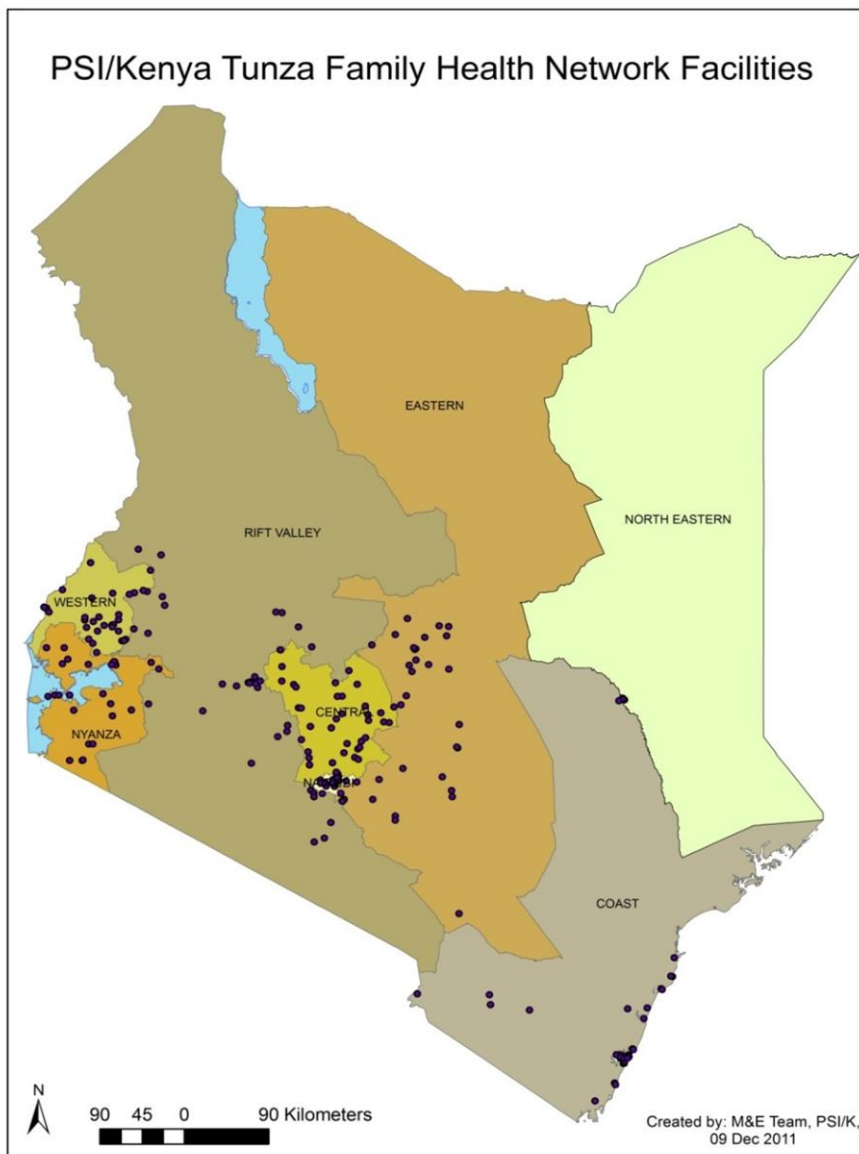 PSI/Kenya Tunza Family Health Network Facilities
EASTERN
NORTH EASTERN
RIFT VALLEY
WESTERN
CENTRAL
NYANZA
COAST
N
90 45 0 90 Kilometers
Created by: M&E Team, PSI/K,
09 Dec 2011